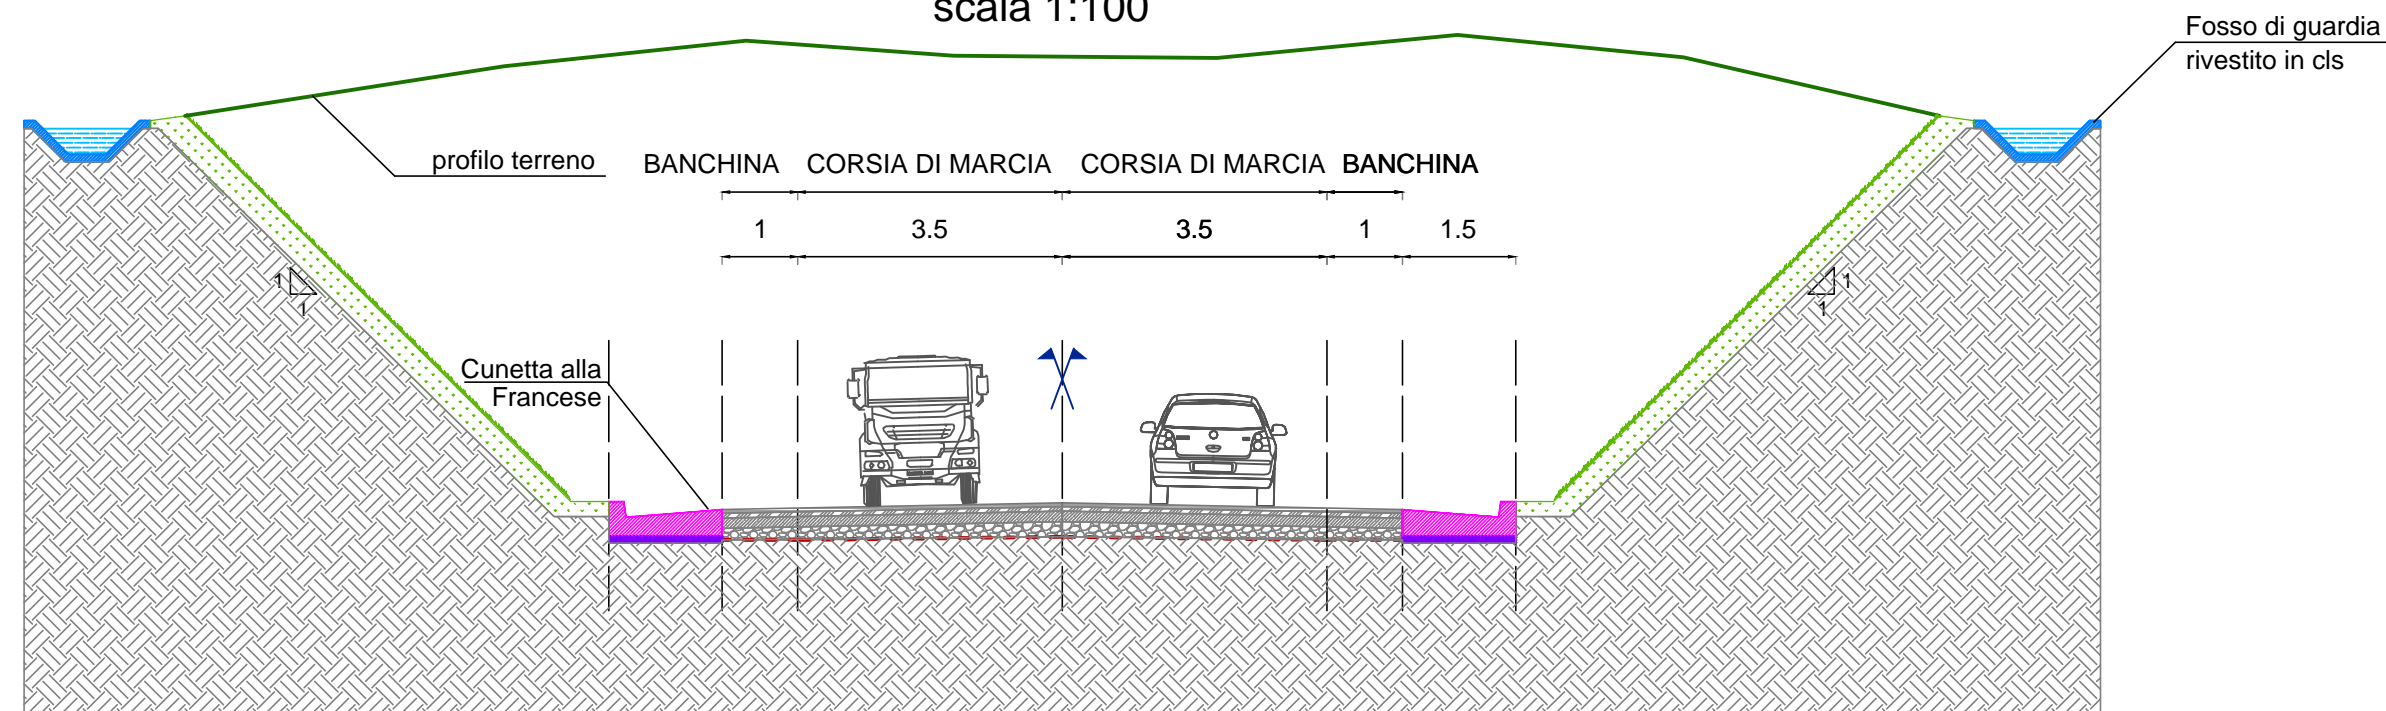 scala 1:100
Fosso di guardia
rivestito in cls
profilo terreno
BANCHINA CORSIA DI MARCIA CORSIA DI MARCIA BANCHINA
1 3.5 3.5 1 1.5
1
1
1
1
Cunetta alla
Francese